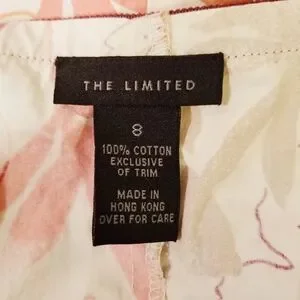 THE LIMITED
8
100% COTTON
EXCLUSIVE
OF TRIM
MADE IN
HONG KONG
OVER FOR CARE